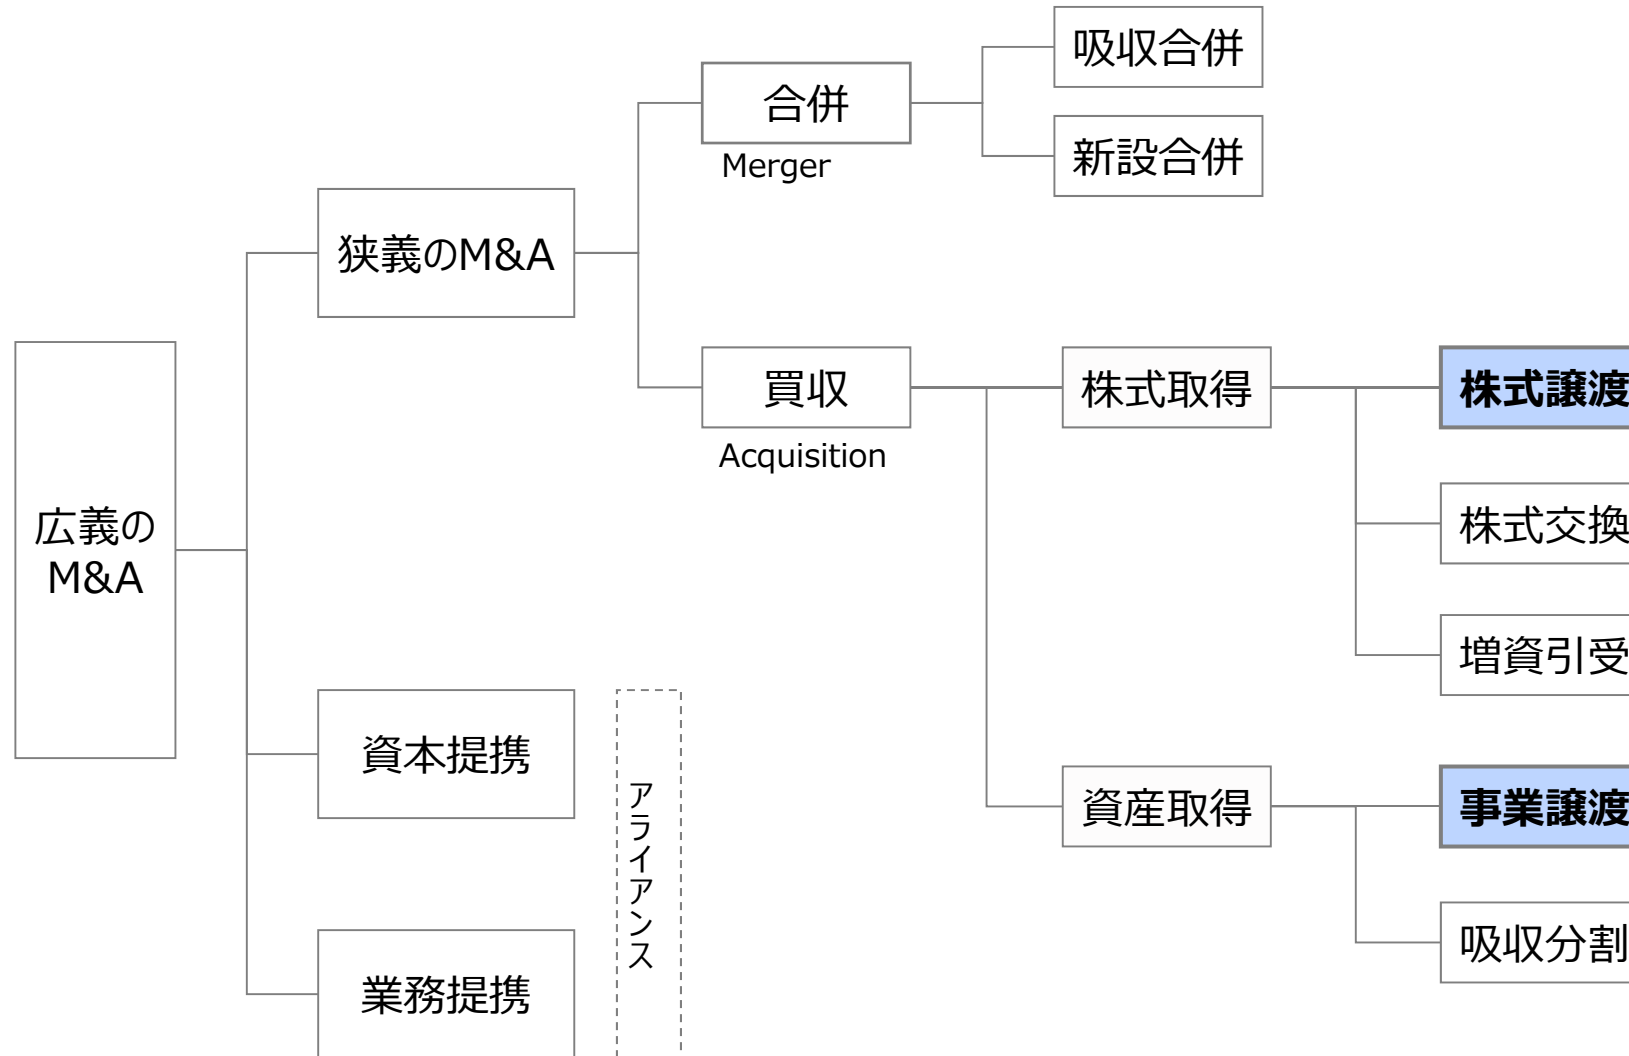 吸収合併
合併
Merger
新設合併
狭義のM&A
買収
Acquisition
株式取得
株式譲渡
株式交換
広義の
M&A
増資引受
資本提携
アライアンス
資産取得
事業譲渡
吸収分割
業務提携